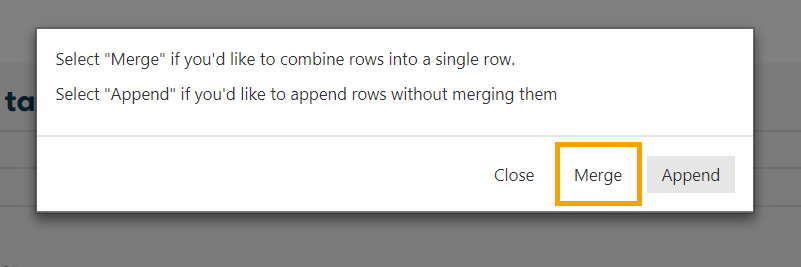 Select "Merge" if you'd like to combine rows into a single row.
Select "Append" if you'd like to append rows without merging them
ta
Close Merge Append